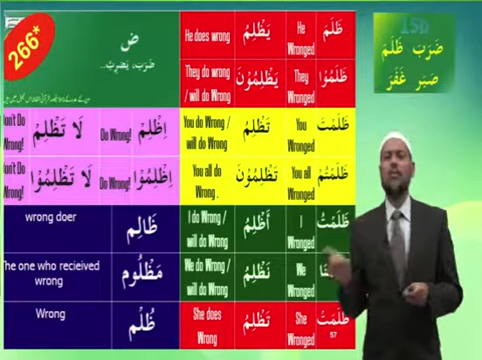 266*
ض
ضَرَبَ، يَضْرِبُ..
15b
ضَرَبَ ظَلَمَ
صَبَرَ غَفَرَ
He does wrong يَظْلِمُ He Wronged ظَلَمَ
They do wrong / will do wrong يَظْلِمُوْنَ They Wronged ظَلَمُوْا
Don't Do Wrong! لَا تَظْلِمْ Do Wrong! اِظْلِمْ You do Wrong / will do Wrong تَظْلِمُ You Wronged ظَلَمْتَ
Don't Do Wrong! لَا تَظْلِمُوْا Do Wrong! اِظْلِمُوْا You all do Wrong . تَظْلِمُوْنَ You all Wronged ظَلَمْتُمْ
wrong doer ظَالِم I do Wrong / will do Wrong أَظْلِمُ I Wronged ظَلَمْتُ
The one who recieived wrong مَظْلُوم We do Wrong / will do Wrong نَظْلِمُ We Wronged
Wrong ظُلْم She does Wrong تَظْلِمُ She Wronged ظَلَمَتْ
57